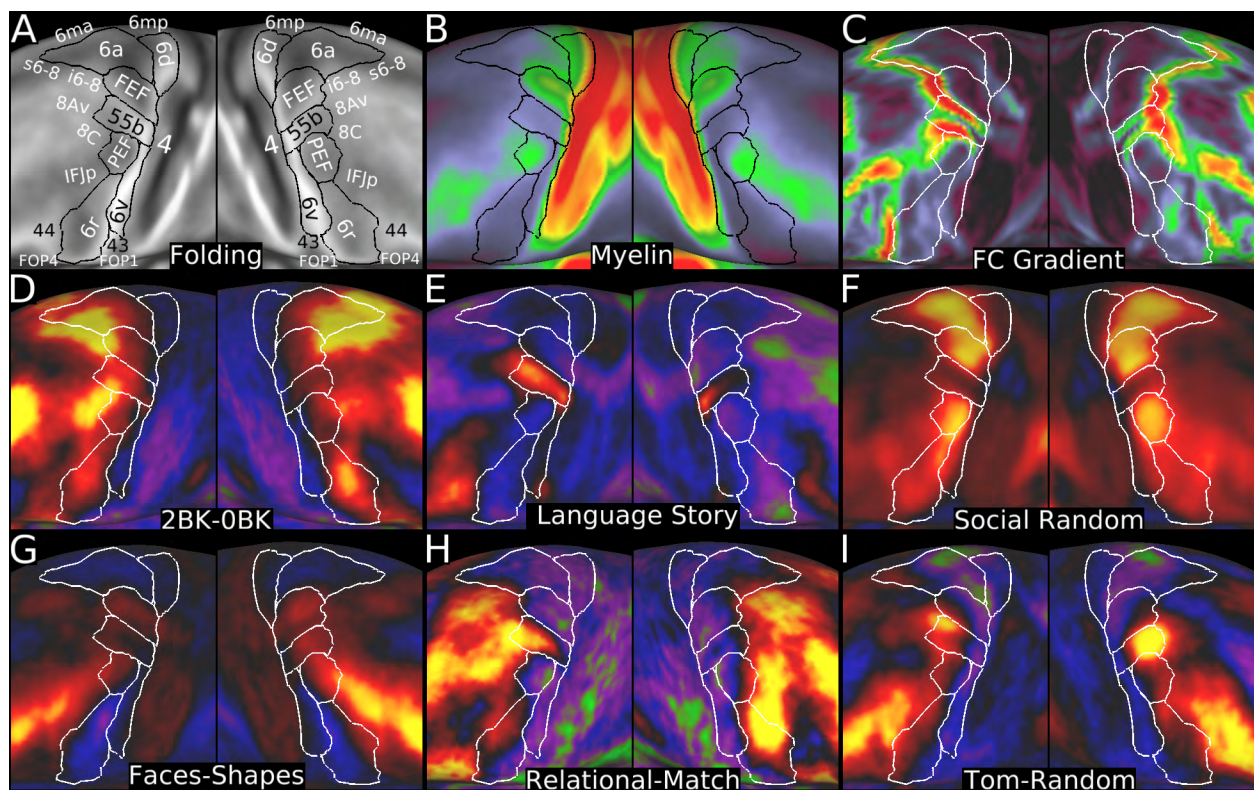 A
6ma
6mp
6mp
6ma
6a
6d
6d
6a
s6-8
i6-8
FEF
FEF
i6-8
s6-8
8Av
55b
55b
8Av
8C
PEF
4
4
PEF
8C
IFJp
IFJp
6v
6v
44
6r
6r
44
43
43
FOP4
FOP1
FOP1
FOP4
Folding
B
Myelin
C
FC Gradient
D
2BK-0BK
E
Language Story
F
Social Random
G
Faces-Shapes
H
Relational-Match
I
Tom-Random